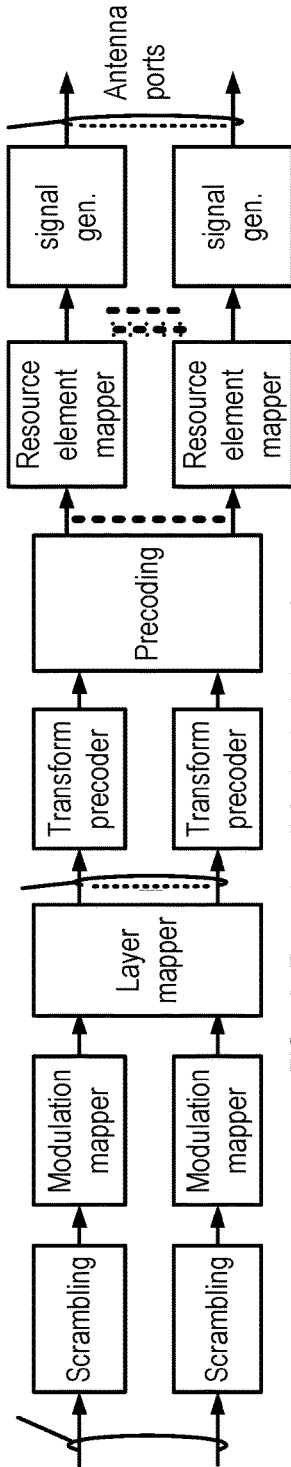 Scrambling
Modulation
mapper
Layer
mapper
Transform
precoder
Precoding
Resource
element
mapper
signal
gen.
Antenna
ports
Scrambling
Modulation
mapper
Transform
precoder
Resource
element
mapper
signal
gen.